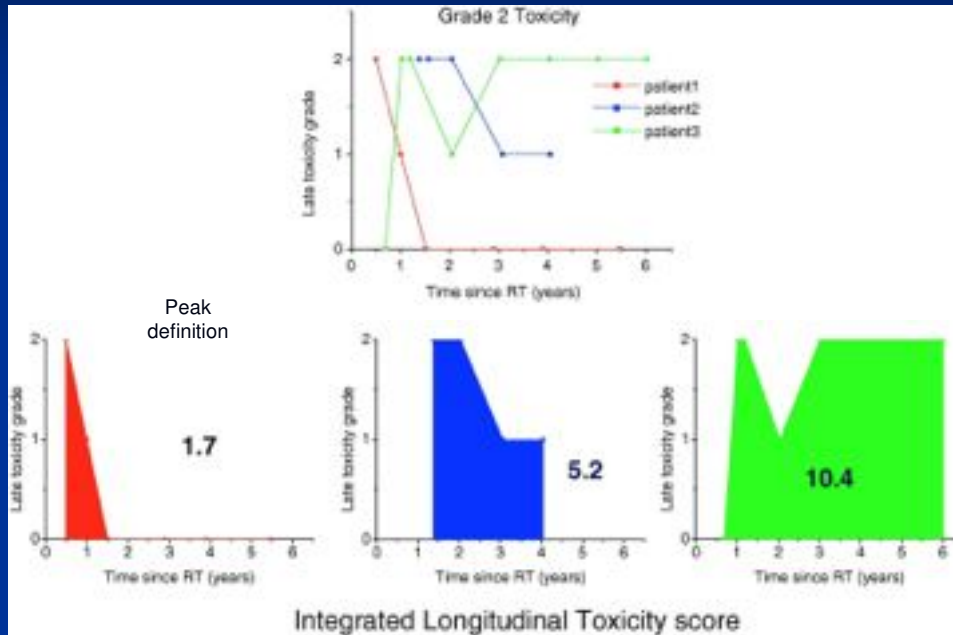 Grade 2 Toxicity
2
1
0
Late toxicity grade
patient1
patient2
patient3
0 1 2 3 4 5 6
Time since RT (years)
Peak
definition
2
1
0
Late toxicity grade
1.7
0 1 2 3 4 5 6
Time since RT (years)
2
1
0
Late toxicity grade
5.2
0 1 2 3 4 5 6
Time since RT (years)
2
1
0
Late toxicity grade
10.4
0 1 2 3 4 5 6
Time since RT (years)
Integrated Longitudinal Toxicity score